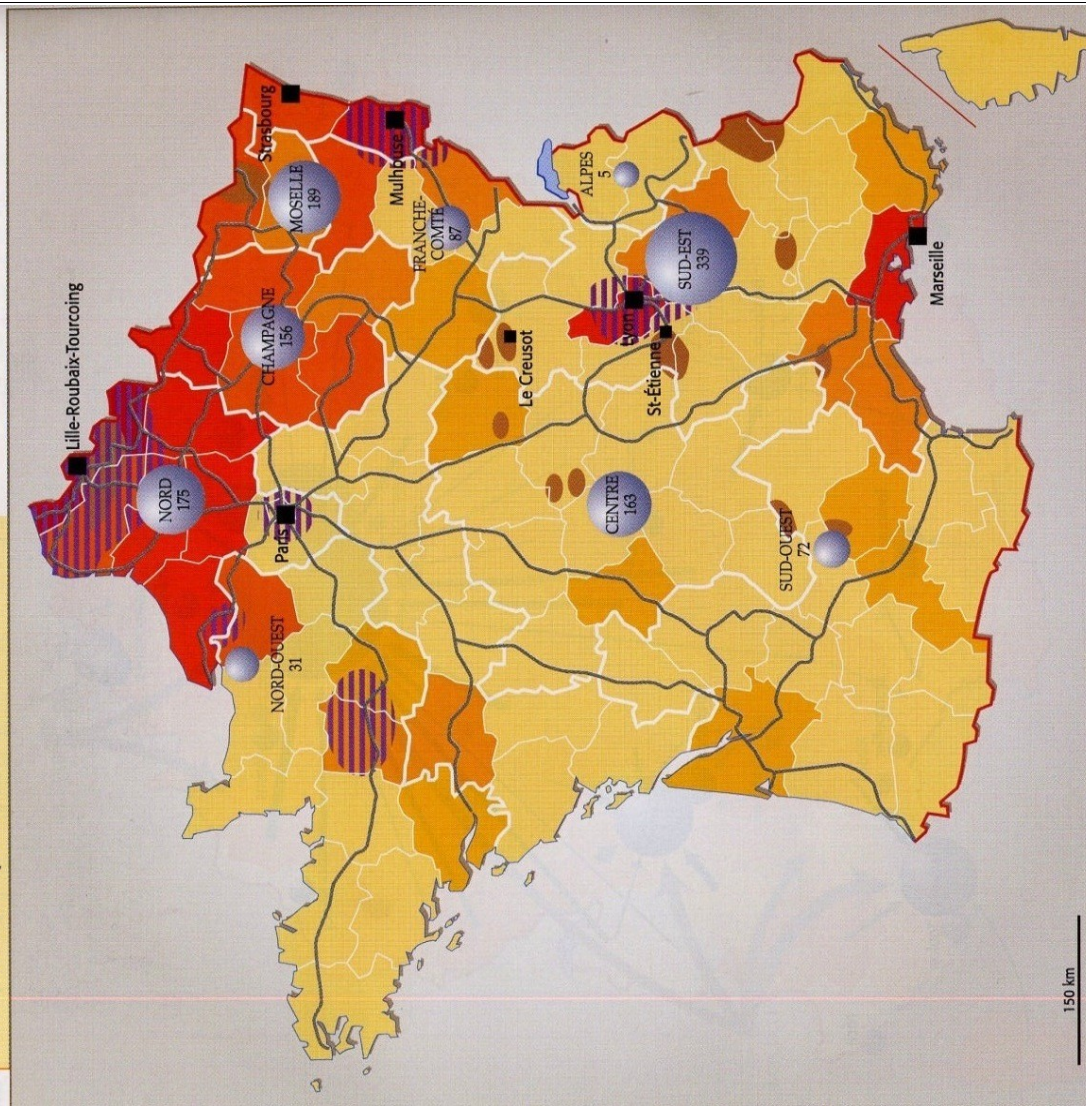 Lille-Roubaix-Tourcoing
NORD
175
Paris
NORD-OUEST
31
CHAMPAGNE
156
MOSELLE
189
Strasbourg
Mulhouse
FRANCHE-
COMTÉ
87
Le Creusot
CENTRE
163
Lyon
St-Étienne
ALPES
5
SUD-EST
339
SUD-OUEST
72
Marseille
150 km